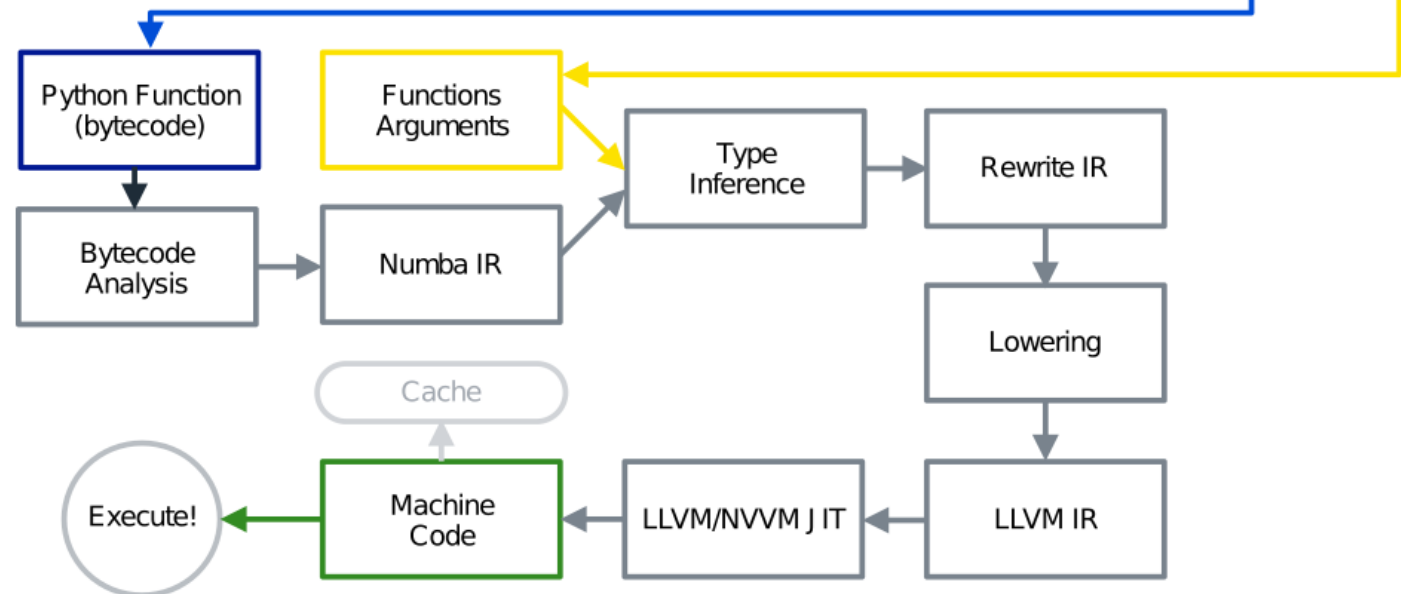 Python Function
(bytecode)
Functions
Arguments
Type
Inference
Rewrite IR
Bytecode
Analysis
Numba IR
Lowering
Cache
Execute!
Machine
Code
LLVM/NVVM JIT
LLVM IR